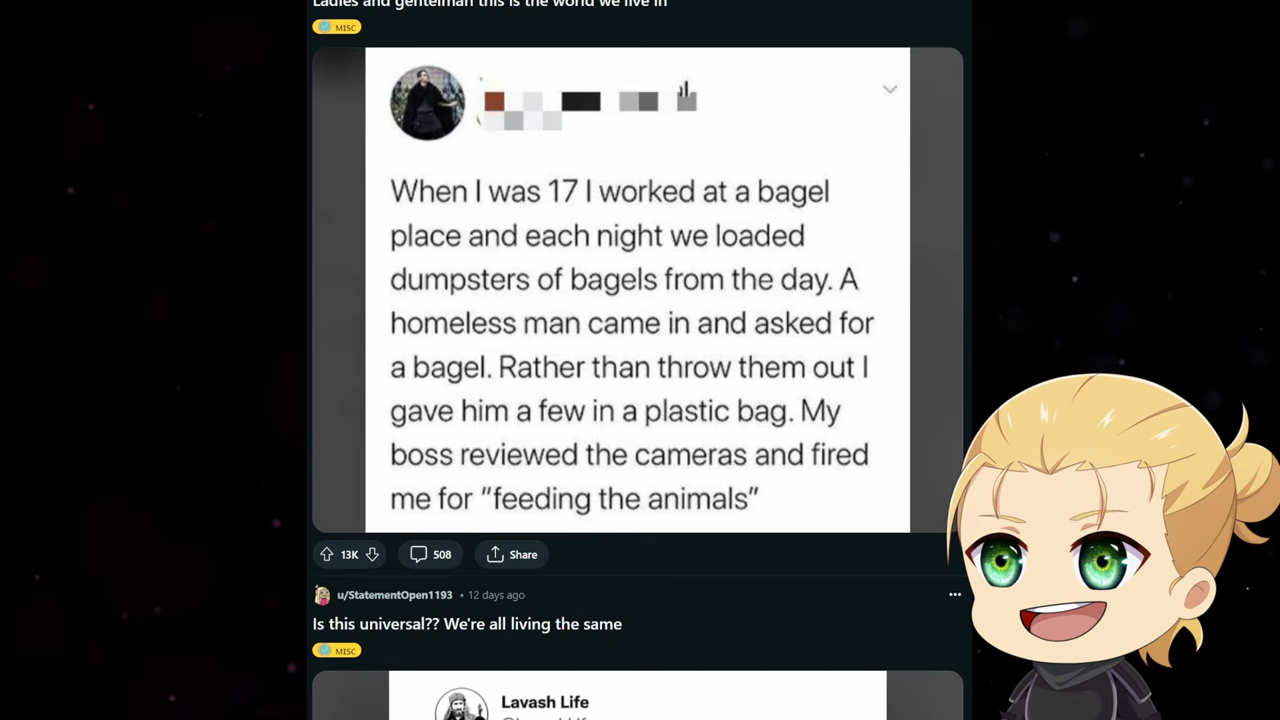 Ladies and gentelman this is the world we live in
MISC
When I was 17 I worked at a bagel
place and each night we loaded
dumpsters of bagels from the day. A
homeless man came in and asked for
a bagel. Rather than throw them out I
gave him a few in a plastic bag. My
boss reviewed the cameras and fired
me for “feeding the animals”
13K 508 Share
u/StatementOpen1193 • 12 days ago
Is this universal?? We're all living the same
MISC
Lavash Life